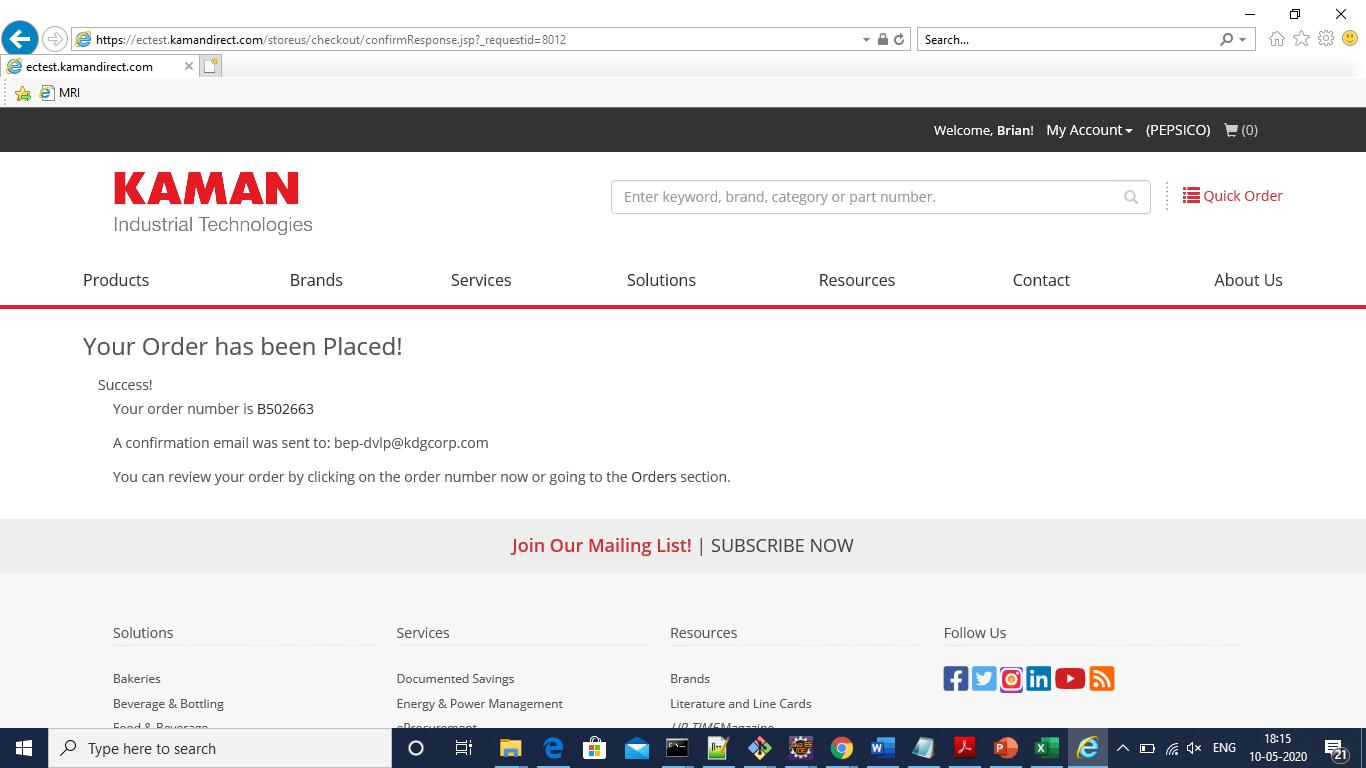 https://ectest.kamandirect.com/storeus/checkout/confirmResponse.jsp?_requestid=8012
Search...
ectest.kamandirect.com
MRI
Welcome, Brian! My Account (PEPSICO) (0)
KAMAN
Industrial Technologies
Enter keyword, brand, category or part number.
Quick Order
Products Brands Services Solutions Resources Contact About Us
Your Order has been Placed!
Success!
Your order number is B502663
A confirmation email was sent to: bep-dvlp@kdgcorp.com
You can review your order by clicking on the order number now or going to the Orders section.
Join Our Mailing List! | SUBSCRIBE NOW
Solutions Services Resources Follow Us
Bakeries Documented Savings Brands
Beverage & Bottling Energy & Power Management Literature and Line Cards
Food & Beverage eProcurement UP TIME Magazine
Type here to search
ENG
18:15
10-05-2020
21